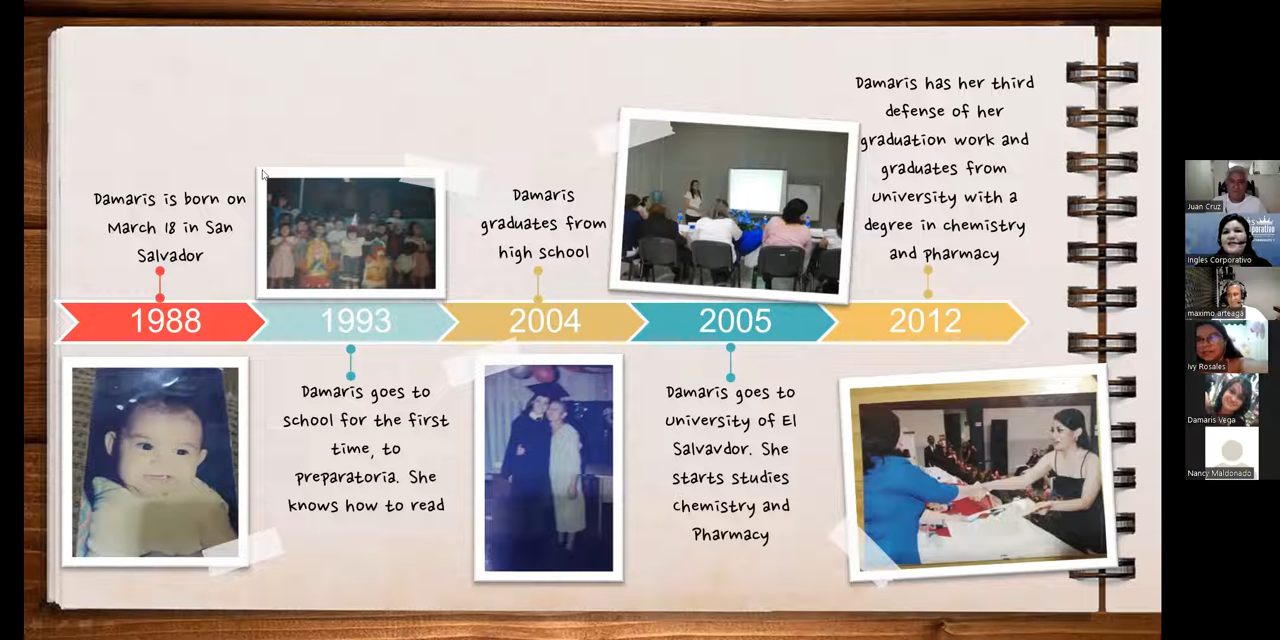 Damaris is born on
March 18 in San
Salvador
1988
1993
Damaris goes to
school for the first
time, to
preparatoria. She
knows how to read
Damaris
graduates from
high school
2004
2005
Damaris goes to
university of El
Salvavdor. She
starts studies
chemistry and
Pharmacy
Damaris has her third
defense of her
graduation work and
graduates from
university with a
degree in chemistry
and pharmacy
2012
Juan Cruz
Ingles Corporativo
maximo arteaga
Ivy Rosales
Damaris Vega
Nancy Maldonado